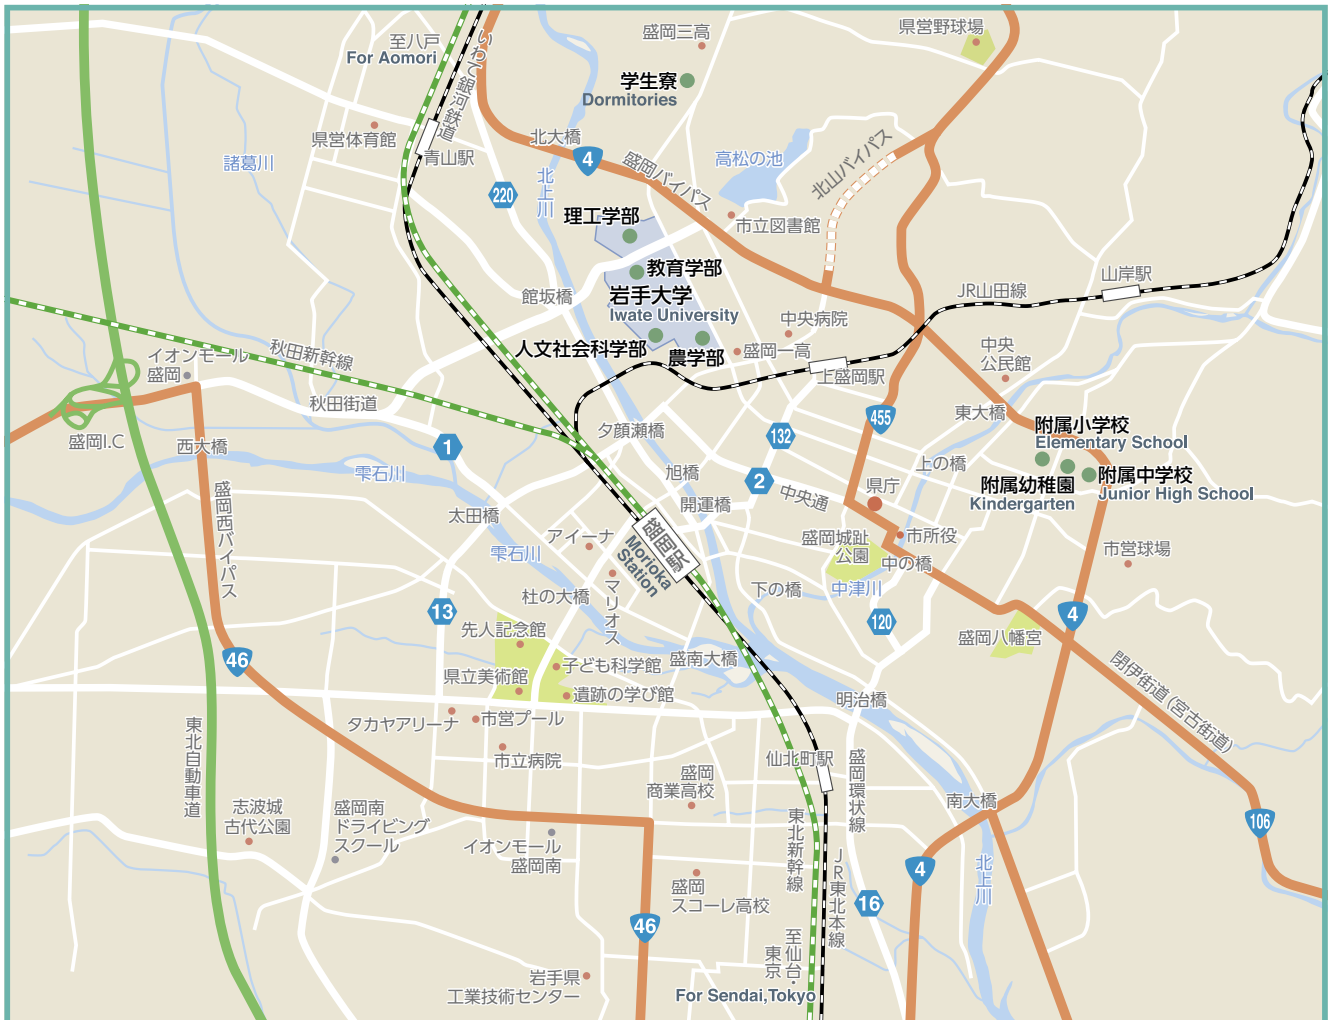 至八戸
For Aomori
いわて銀河鉄道
盛岡三高
県営野球場
学生寮
Dormitories
県営体育館
青山駅
北大橋
4
盛岡バイパス
高松の池
北山バイパス
諸葛川
220
北上川
理工学部
市立図書館
教育学部
岩手大学
Iwate University
館坂橋
山岸駅
JR山田線
中央病院
人文社会科学部
農学部
盛岡一高
上盛岡駅
中央
公民館
秋田新幹線
イオンモール
盛岡
秋田街道
盛岡I.C
西大橋
1
夕顔瀬橋
132
455
東大橋
附属小学校
Elementary School
雫石川
旭橋
2
中央通
上の橋
県庁
附属幼稚園
Kindergarten
附属中学校
Junior High School
盛岡西バイパス
太田橋
開運橋
アイーナ
盛岡駅
Morioka
Station
盛岡城趾
公園
市所役
中の橋
市営球場
雫石川
マリオス
杜の大橋
下の橋
中津川
13
120
4
先人記念館
盛岡八幡宮
46
子ども科学館
盛南大橋
閉伊街道(宮古街道)
県立美術館
遺跡の学び館
明治橋
タカヤアリーナ
市営プール
東北自動車道
市立病院
仙北町駅
盛岡環状線
盛岡
商業高校
南大橋
志波城
古代公園
盛岡南
ドライビング
スクール
106
イオンモール
盛岡南
東北新幹線
JR東北本線
4
北上川
盛岡
スコーレ高校
16
46
至仙台・
東京
岩手県
工業技術センター
For Sendai,Tokyo